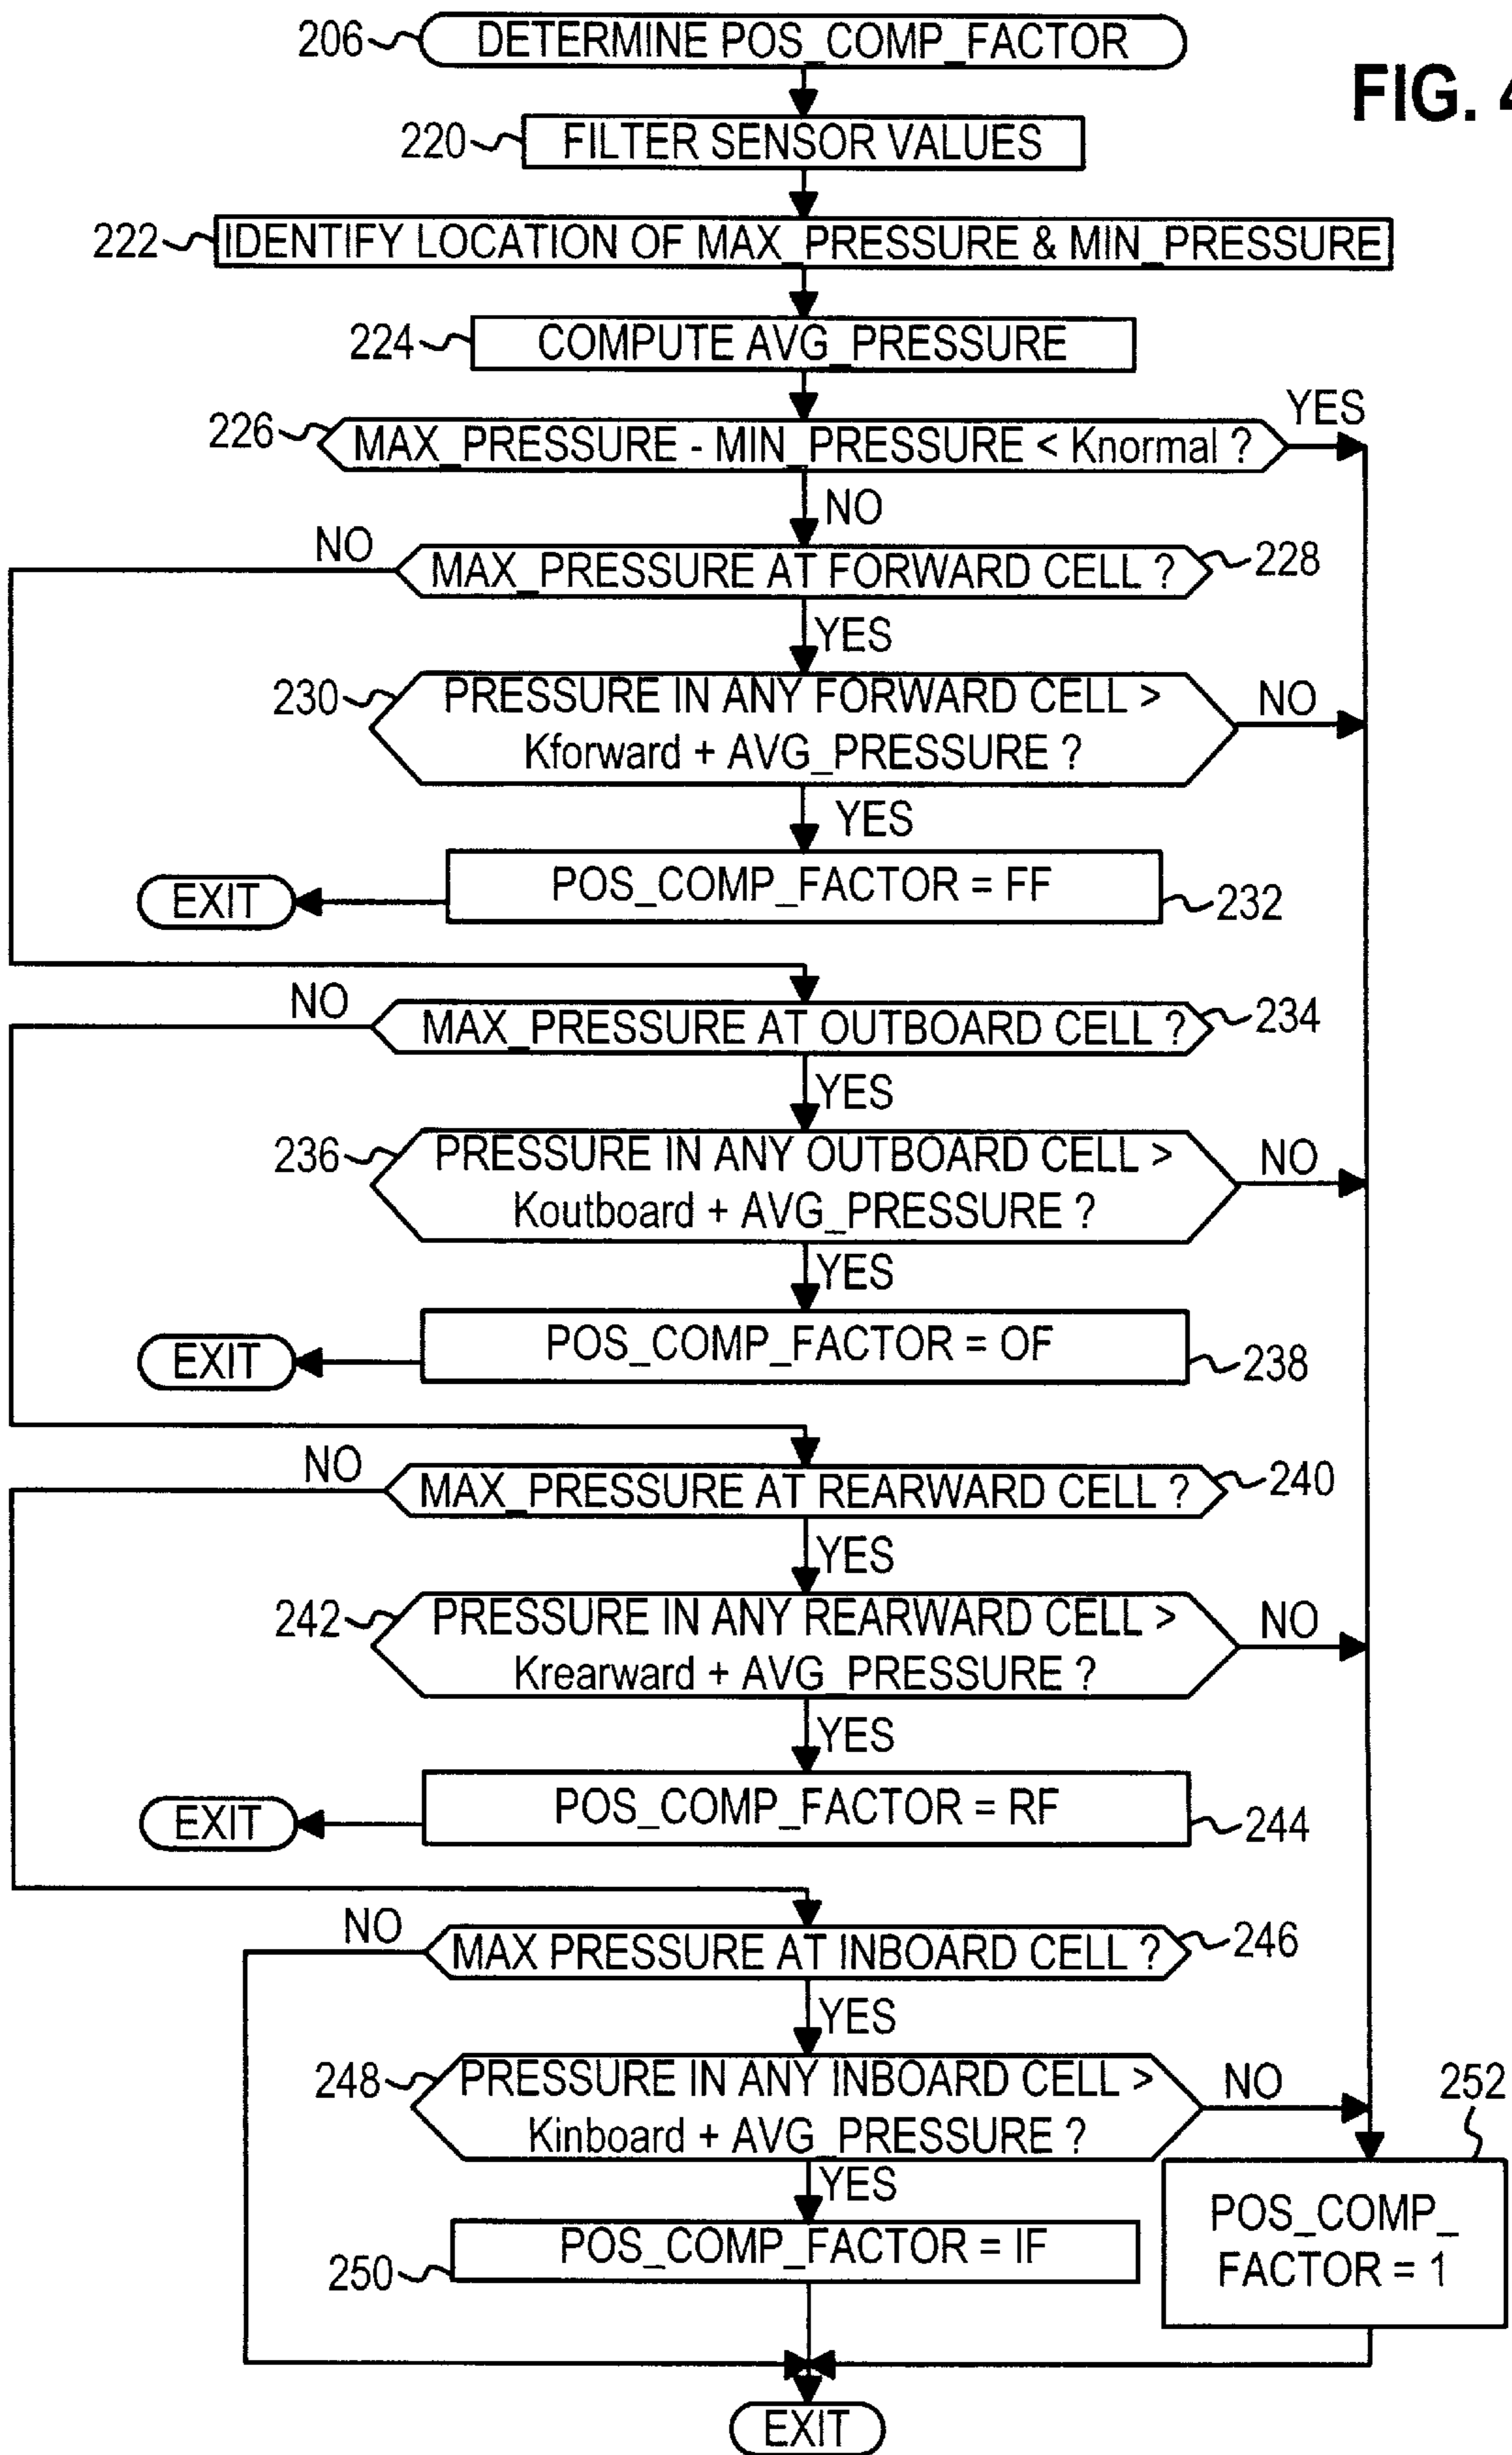 206
DETERMINE POS_COMP_FACTOR
FIG. 4
220
FILTER SENSOR VALUES
222
IDENTIFY LOCATION OF MAX_PRESSURE & MIN_PRESSURE
224
COMPUTE AVG_PRESSURE
226
MAX_PRESSURE - MIN_PRESSURE < Knormal ?
YES
NO
NO
MAX_PRESSURE AT FORWARD CELL ?
228
YES
230
PRESSURE IN ANY FORWARD CELL >
Kforward + AVG_PRESSURE ?
NO
YES
EXIT
POS_COMP_FACTOR = FF
232
NO
MAX_PRESSURE AT OUTBOARD CELL ?
234
YES
236
PRESSURE IN ANY OUTBOARD CELL >
Koutboard + AVG_PRESSURE ?
NO
YES
EXIT
POS_COMP_FACTOR = OF
238
NO
MAX_PRESSURE AT REARWARD CELL ?
240
YES
242
PRESSURE IN ANY REARWARD CELL >
Krearward + AVG_PRESSURE ?
NO
YES
EXIT
POS_COMP_FACTOR = RF
244
NO
MAX PRESSURE AT INBOARD CELL ?
246
YES
248
PRESSURE IN ANY INBOARD CELL >
Kinboard + AVG_PRESSURE ?
NO
252
YES
250
POS_COMP_FACTOR = IF
POS_COMP_
FACTOR = 1
EXIT